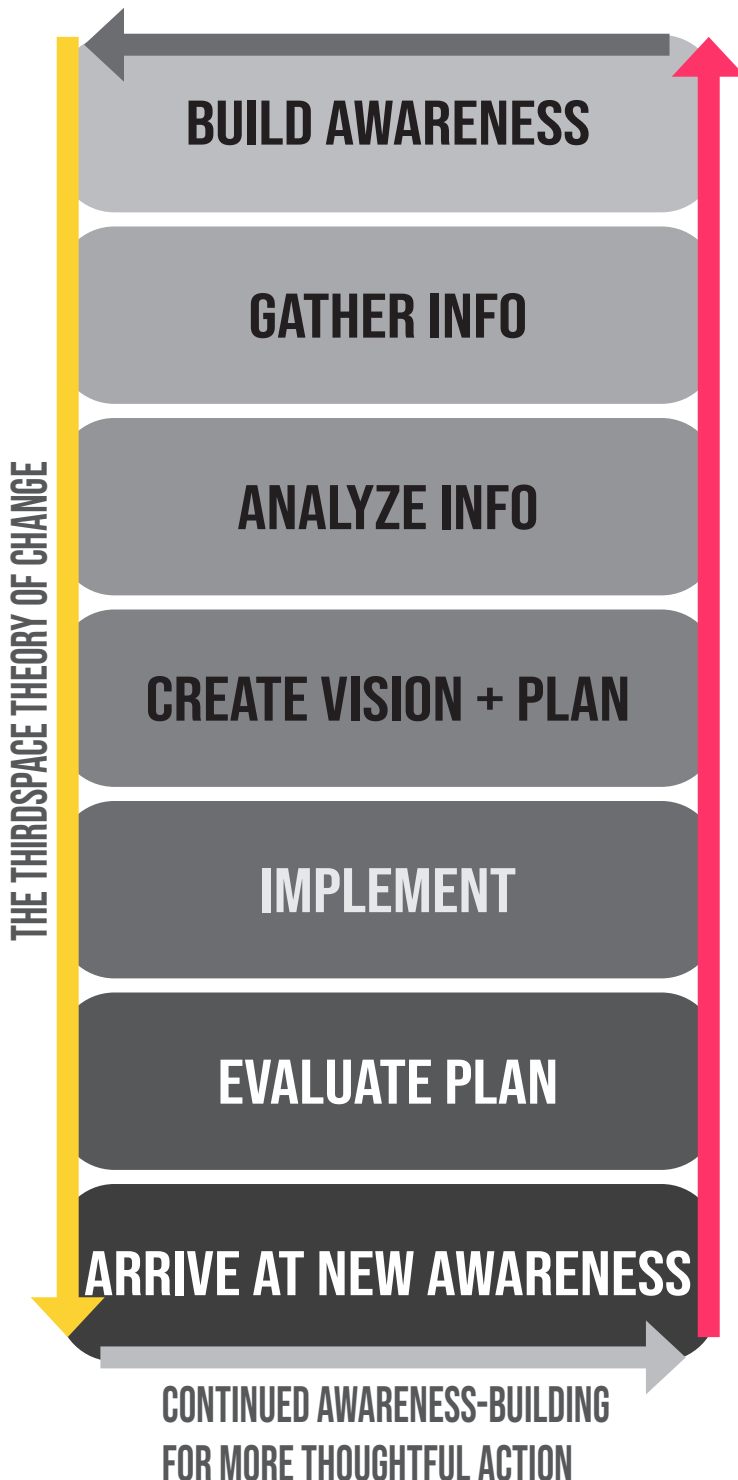 BUILD AWARENESS
GATHER INFO
ANALYZE INFO
CREATE VISION + PLAN
IMPLEMENT
EVALUATE PLAN
ARRIVE AT NEW AWARENESS
THE THIRDSPACE THEORY OF CHANGE
CONTINUED AWARENESS-BUILDING
FOR MORE THOUGHTFUL ACTION